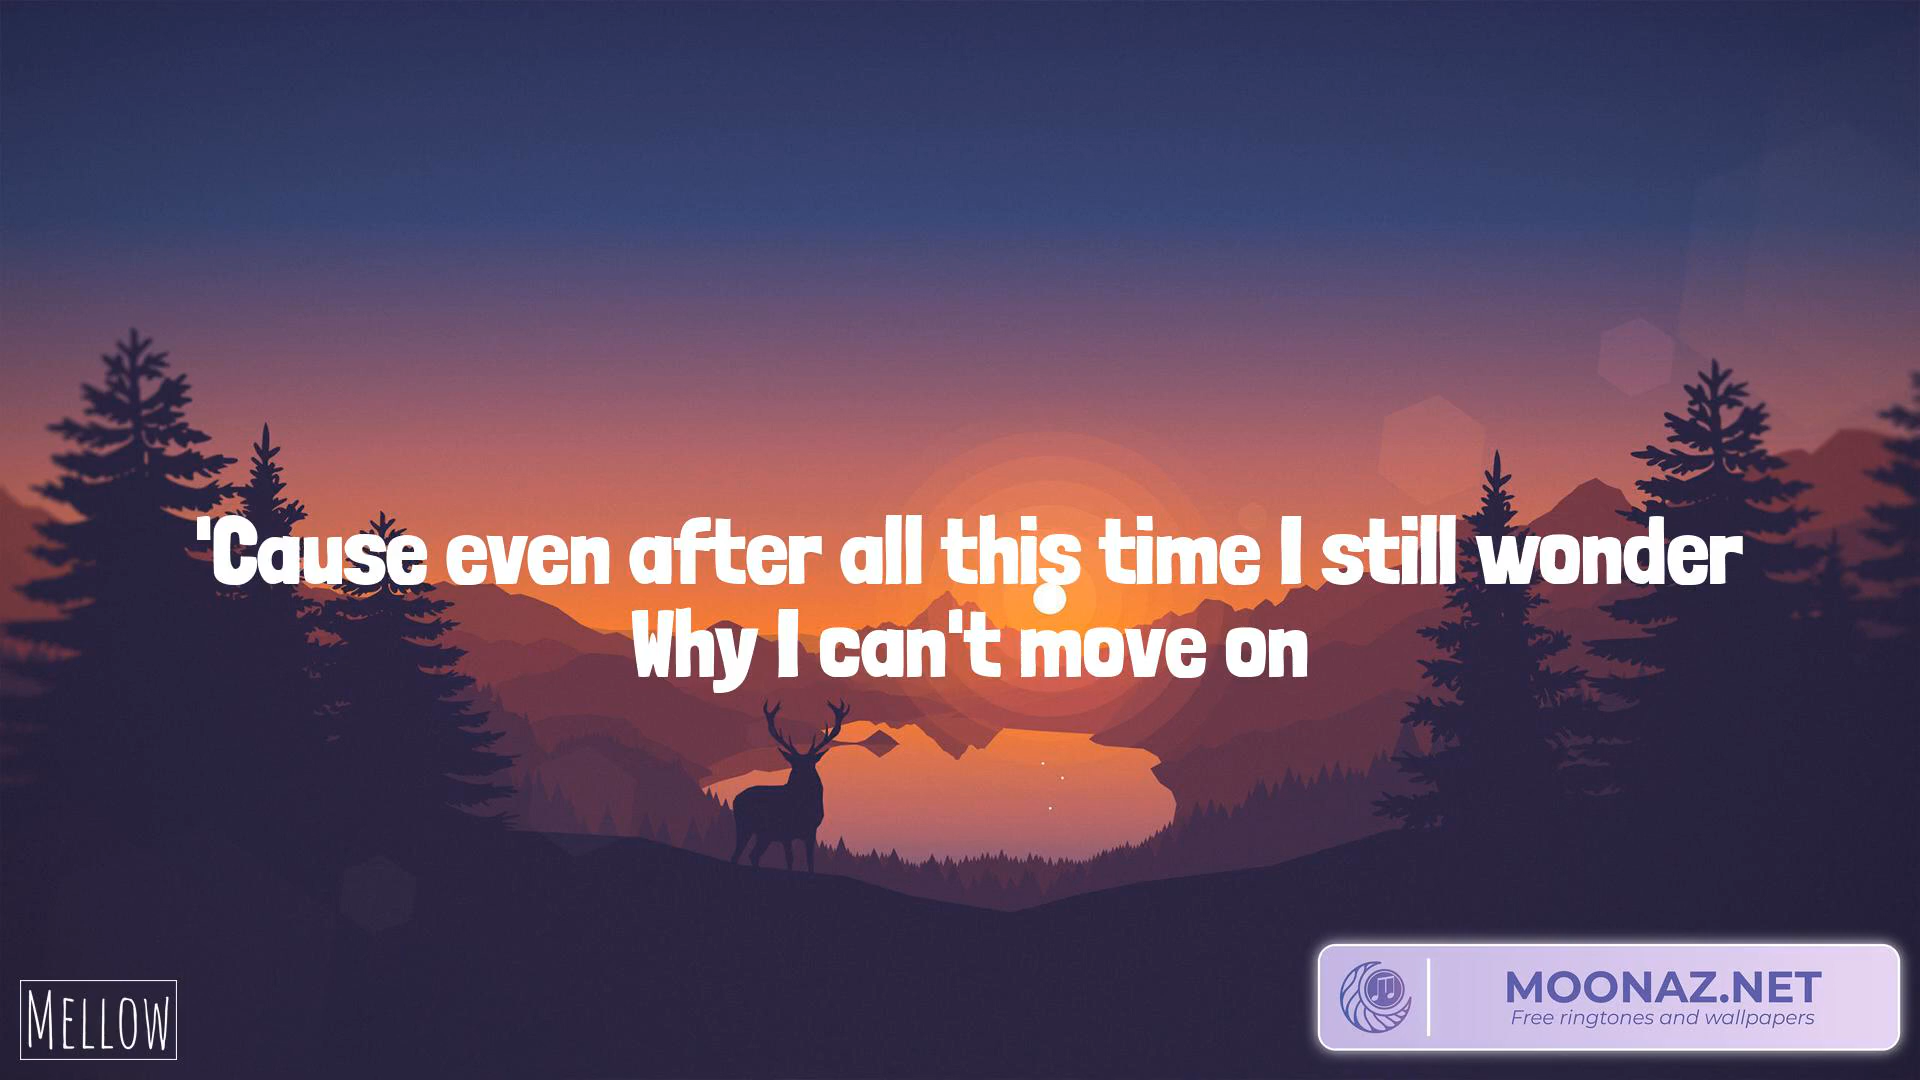 'Cause even after all this time I still wonder
Why I can't move on
MELLOW
MOONAZ.NET
Free ringtones and wallpapers